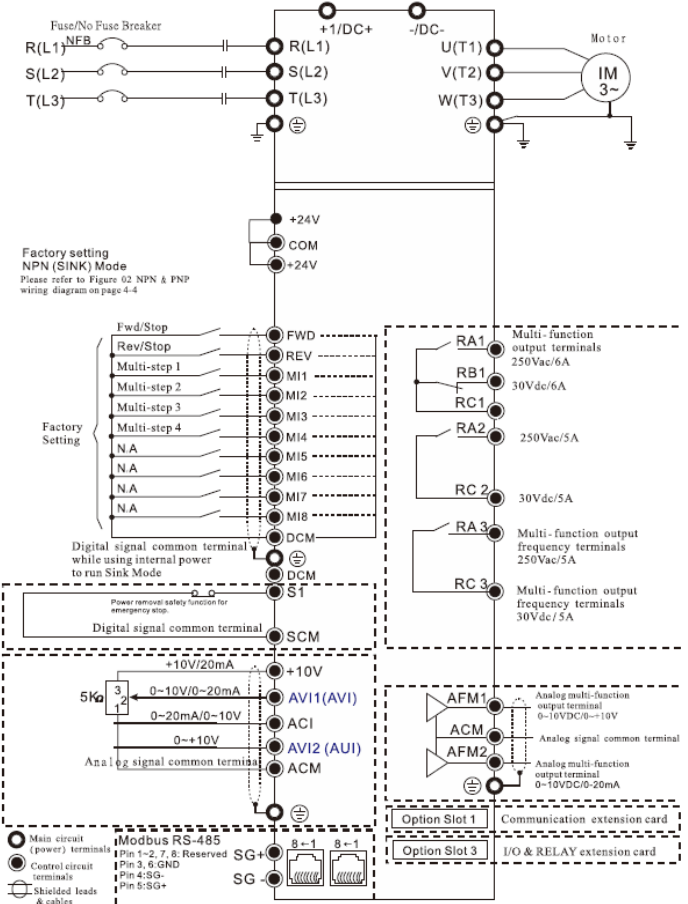 Fuse/No Fuse Breaker
NFB
R(L1)
S(L2)
T(L3)
R(L1)
S(L2)
T(L3)
+1/DC+
-/DC-
U(T1)
V(T2)
W(T3)
Motor
IM
3~
+24V
COM
+24V
Factory setting
NPN (SINK) Mode
Please refer to Figure 02 NPN & PNP
wiring diagram on page 4-4
Factory
Setting
Fwd/Stop
FWD
Rev/Stop
REV
Multi-step 1
MI1
Multi-step 2
MI2
Multi-step 3
MI3
Multi-step 4
MI4
N.A
MI5
N.A
MI6
N.A
MI7
N.A
MI8
DCM
Digital signal common terminal
while using internal power
to run Sink Mode
DCM
RA1
Multi-function
output terminals
250Vac/6A
RB1
30Vdc/6A
RC1
RA2
250Vac/5A
RC 2
30Vdc/5A
RA 3
Multi-function output
frequency terminals
250Vac/5A
RC 3
Multi-function output
frequency terminals
30Vdc/5A
S1
Power removal safety function for
emergency stop.
Digital signal common terminal
SCM
+10V/20mA
+10V
5KΩ
3
2
1
0~10V/0~20mA
AVI1(AVI)
0~20mA/0~10V
ACI
0~+10V
AVI2 (AUI)
Analog signal common terminal
ACM
AFM1
Analog multi-function
output terminal
0~10VDC/0~+10V
ACM
Analog signal common terminal
AFM2
Analog multi-function
output terminal
0~10VDC/0-20mA
Option Slot 1
Communication extension card
Option Slot 3
I/O & RELAY extension card
Main circuit
(power) terminals
Control circuit
terminals
Shielded leads
& cables
Modbus RS-485
Pin 1~2, 7, 8: Reserved
Pin 3, 6:GND
Pin 4:SG-
Pin 5:SG+
SG+
SG -
8←1
8←1